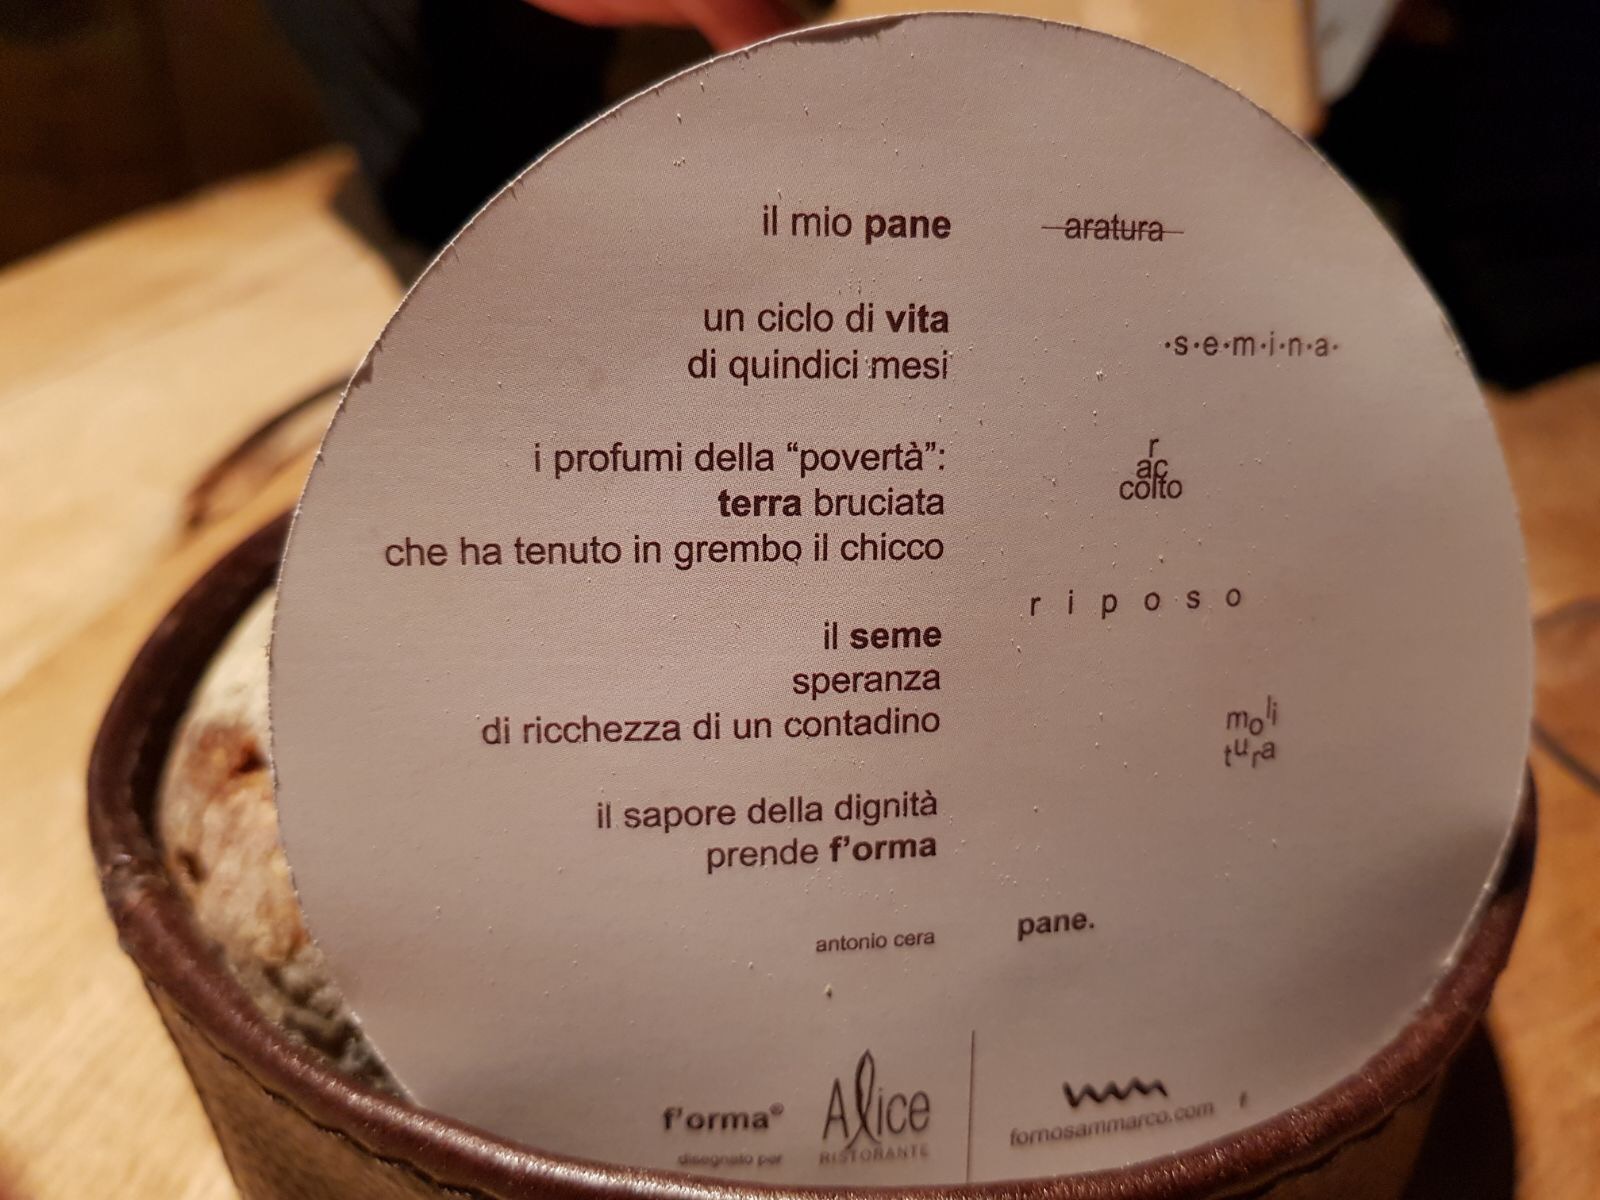 il mio pane
un ciclo di vita
di quindici mesi
i profumi della “povertà”:
terra bruciata
che ha tenuto in grembo il chicco
il seme
speranza
di ricchezza di un contadino
il sapore della dignità
prende f’orma
antonio cera
aratura
·s·e·m·i·n·a·
r
ac
colto
r i p o s o
moli
tura
pane.
f’orma®
disegnato per
Alice
RISTORANTE
fornosammarco.com f